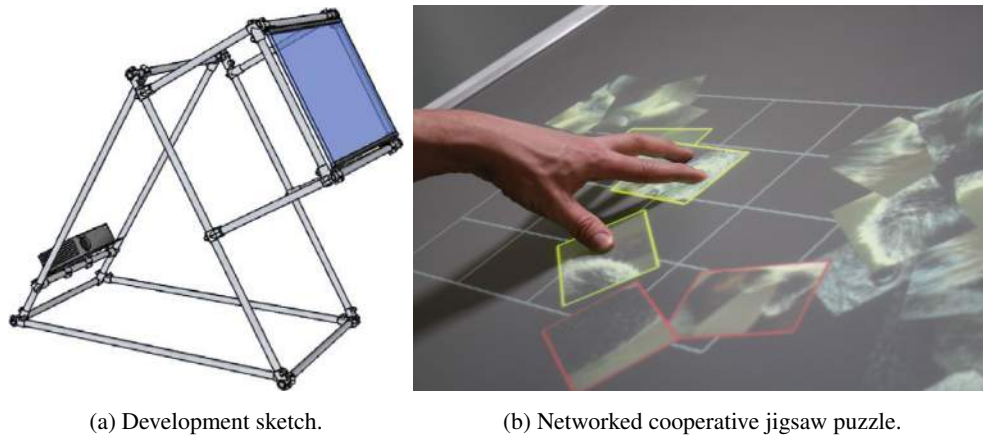 (a) Development sketch.
(b) Networked cooperative jigsaw puzzle.